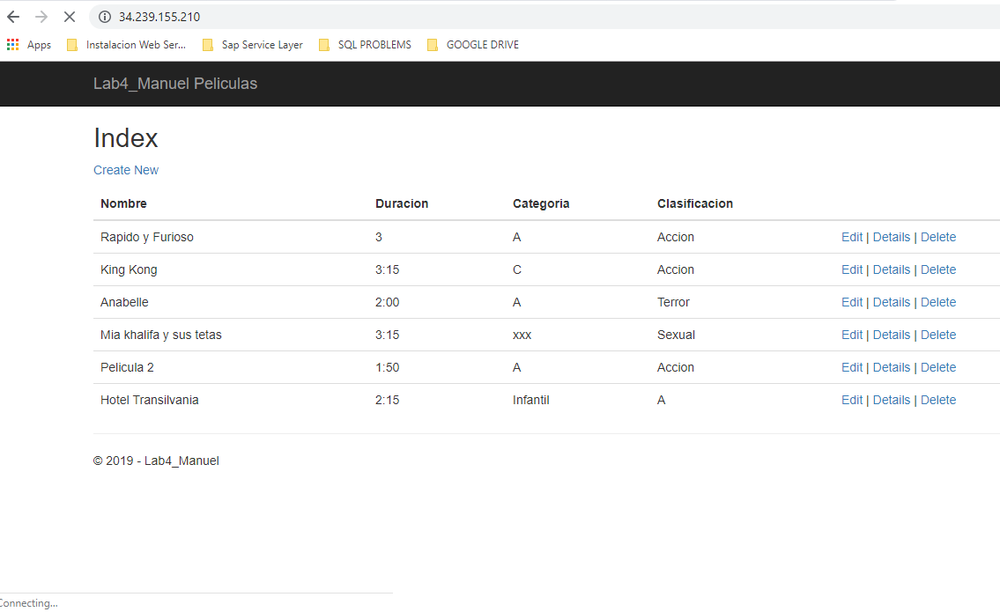 34.239.155.210
Apps Instalacion Web Ser... Sap Service Layer SQL PROBLEMS GOOGLE DRIVE
Lab4_Manuel Peliculas
Index
Create New
Nombre Duracion Categoria Clasificacion
Rapido y Furioso 3 A Accion Edit | Details | Delete
King Kong 3:15 C Accion Edit | Details | Delete
Anabelle 2:00 A Terror Edit | Details | Delete
Mia khalifa y sus tetas 3:15 xxx Sexual Edit | Details | Delete
Pelicula 2 1:50 A Accion Edit | Details | Delete
Hotel Transilvania 2:15 Infantil A Edit | Details | Delete
© 2019 - Lab4_Manuel
Connecting...